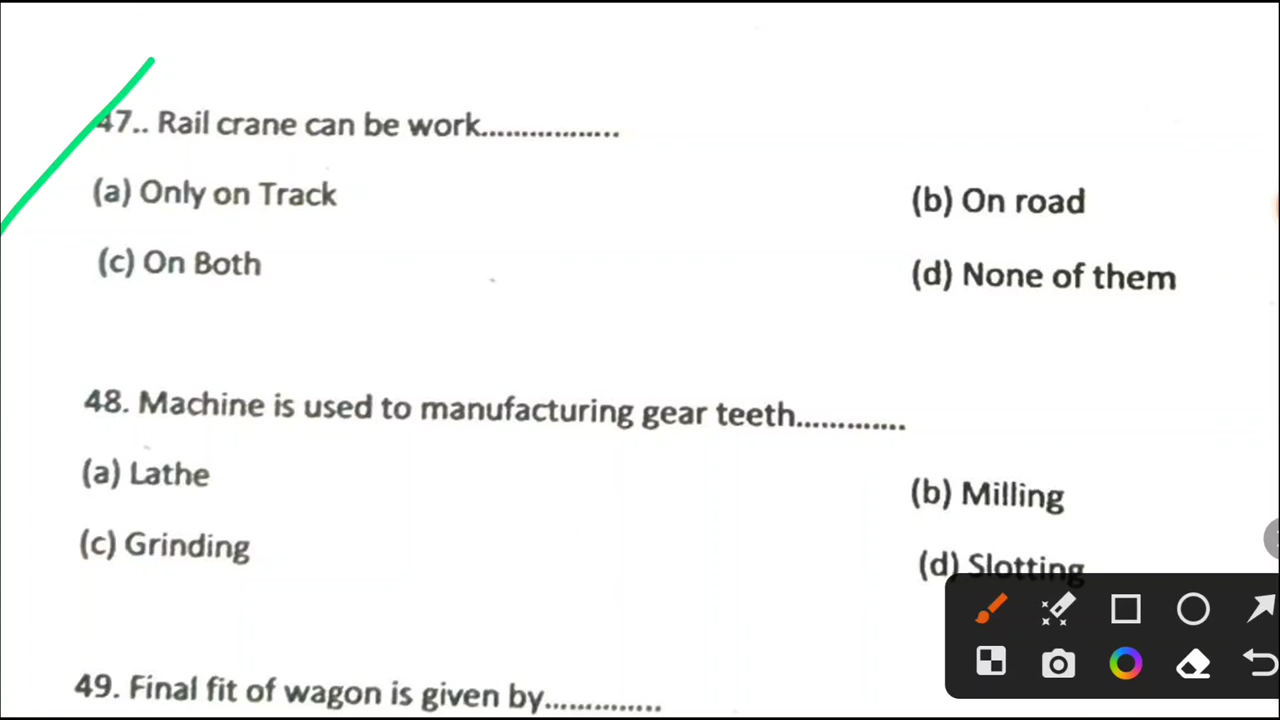 47.. Rail crane can be work.................
(a) Only on Track
(b) On road
(c) On Both
(d) None of them
48. Machine is used to manufacturing gear teeth.............
(a) Lathe
(b) Milling
(c) Grinding
(d) Slotting
49. Final fit of wagon is given by..............